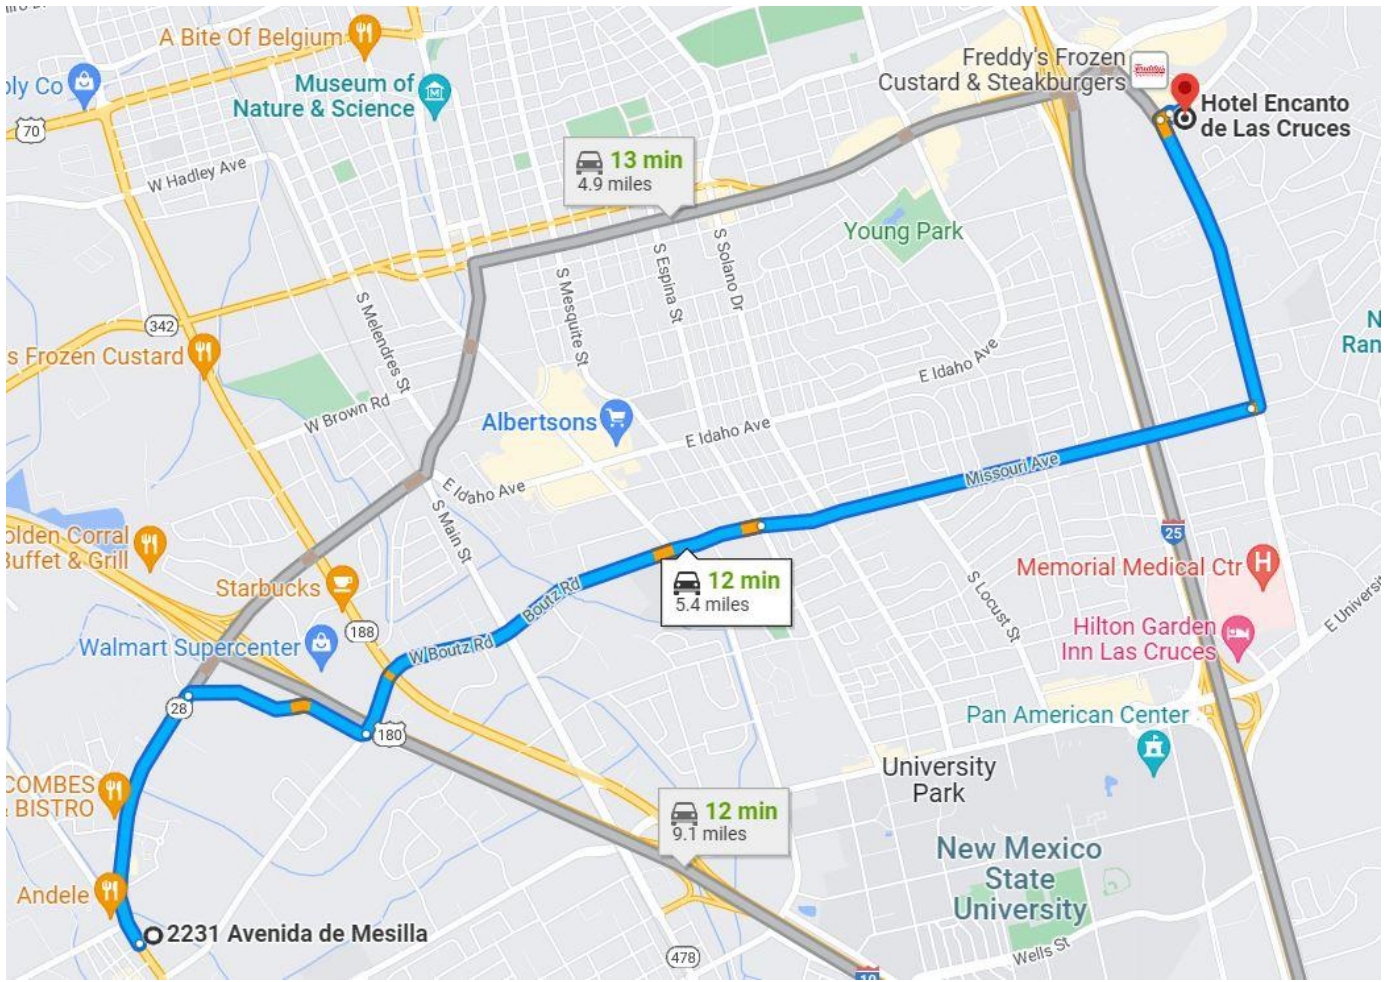 A Bite Of Belgium
Freddy's Frozen
Custard & Steakburgers
Freddy's
Museum of
Nature & Science
ply Co
70
Hotel Encanto
de Las Cruces
13 min
4.9 miles
W Hadley Ave
Young Park
S Solano Dr
S Espina St
S Mesquite St
S Melendres St
342
s Frozen Custard
E Idaho Ave
W Brown Rd
Albertsons
E Idaho Ave
Missouri Ave
E Idaho Ave
S Main St
olden Corral
Buffet & Grill
25
Memorial Medical Ctr
H
Starbucks
12 min
5.4 miles
Boutz Rd
S Locust St
E Universi
188
Hilton Garden
Inn Las Cruces
Walmart Supercenter
W Boutz Rd
28
180
Pan American Center
COMBES
BISTRO
University
Park
12 min
9.1 miles
New Mexico
State
University
Andele
2231 Avenida de Mesilla
Wells St
478
10
N
Ran